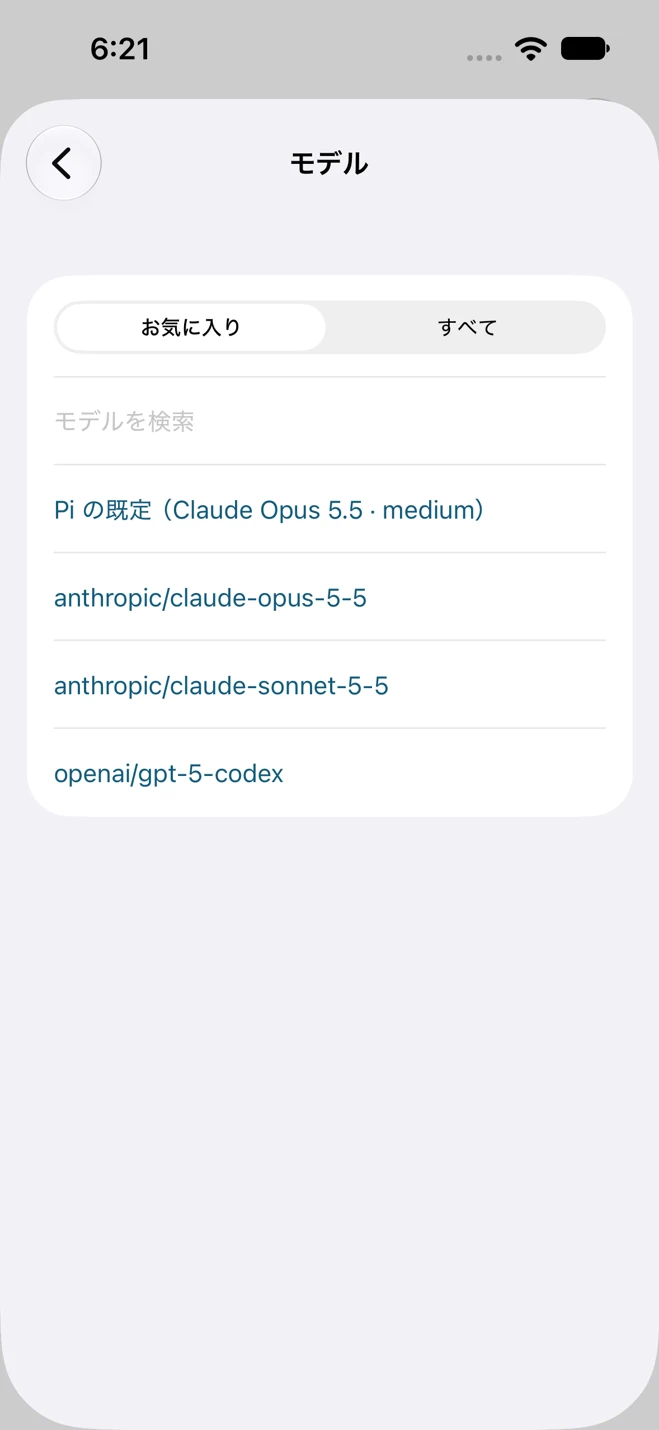 6:21
モデル
お気に入り
すべて
モデルを検索
Pi の既定（Claude Opus 5.5 · medium）
anthropic/claude-opus-5-5
anthropic/claude-sonnet-5-5
openai/gpt-5-codex